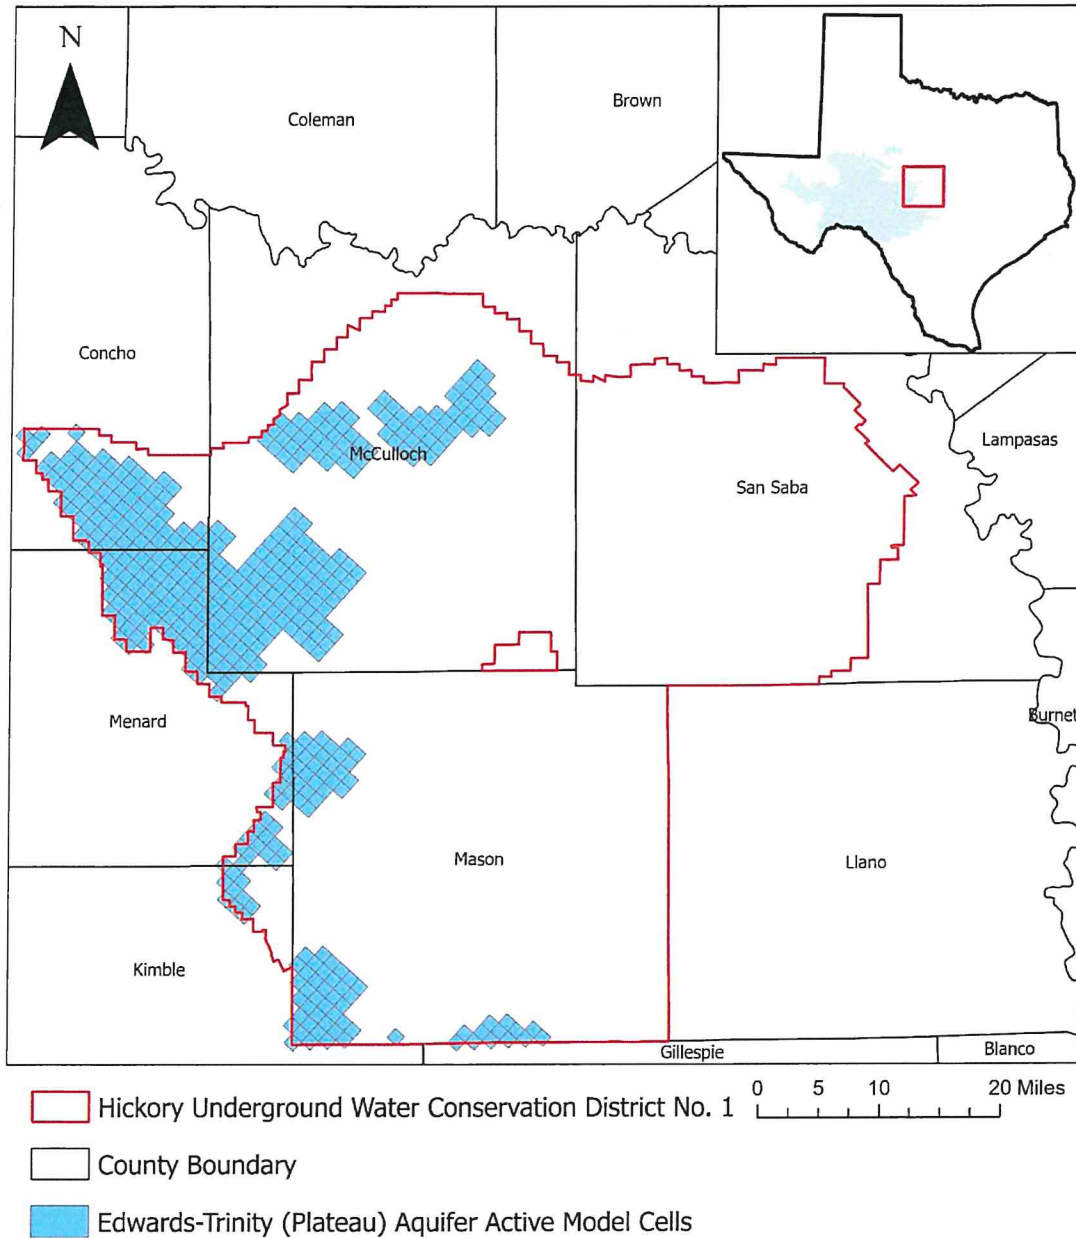 N
Coleman
Brown
Concho
McCulloch
San Saba
Lampasas
Menard
Burnet
Mason
Llano
Kimble
Gillespie
Blanco
Hickory Underground Water Conservation District No. 1
0 5 10 20 Miles
County Boundary
Edwards-Trinity (Plateau) Aquifer Active Model Cells